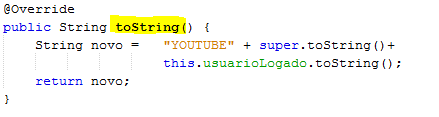 @Override
public String toString() {
String novo = "YOUTUBE" + super.toString()+
this.usuarioLogado.toString();
return novo;
}